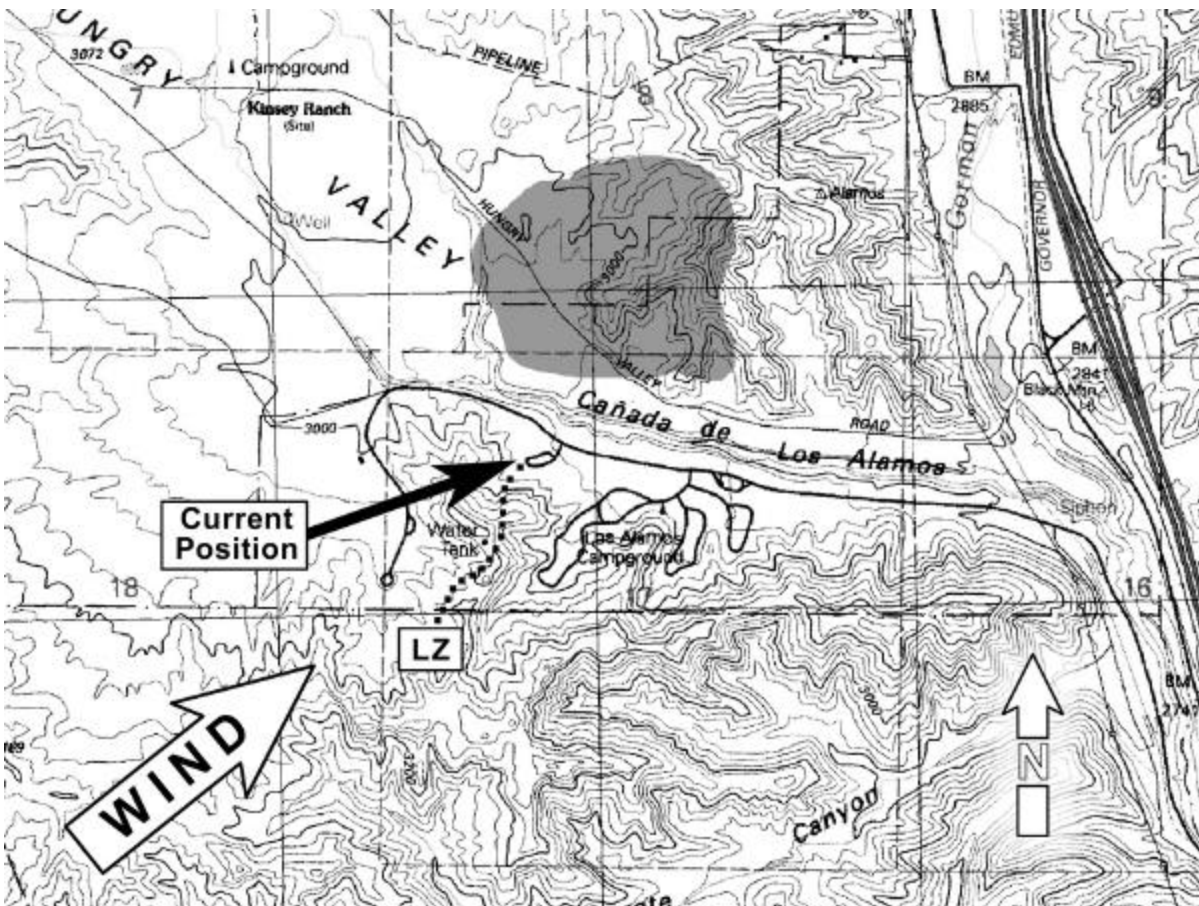 UNGRY
3072
Campground
Kinsey Ranch
(Site)
PIPELINE
BM
2885
Gorman
GOVERNOR
Alamos
VALLEY
Well
HUNGRY
3000
VALLEY
ROAD
BM
Cañada de Los Alamos
3000
Current
Position
Water
Tank
Los Alamos
Campground
Siphon
18
17
16
LZ
WIND
BM
3000
3200
N
Canyon